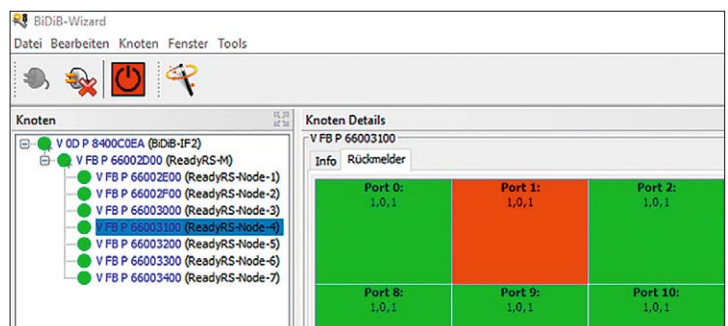 BiDiB-Wizard
Datei Bearbeiten Knoten Fenster Tools
Knoten
V 0D P 8400C0EA (BiDiB-IF2)
V FB P 66002D00 (ReadyRS-M)
V FB P 66002E00 (ReadyRS-Node-1)
V FB P 66002F00 (ReadyRS-Node-2)
V FB P 66003000 (ReadyRS-Node-3)
V FB P 66003100 (ReadyRS-Node-4)
V FB P 66003200 (ReadyRS-Node-5)
V FB P 66003300 (ReadyRS-Node-6)
V FB P 66003400 (ReadyRS-Node-7)
Knoten Details
V FB P 66003100
Info Rückmelder
Port 0: Port 1: Port 2:
1,0,1 1,0,1 1,0,1
Port 8: Port 9: Port 10:
1,0,1 1,0,1 1,0,1